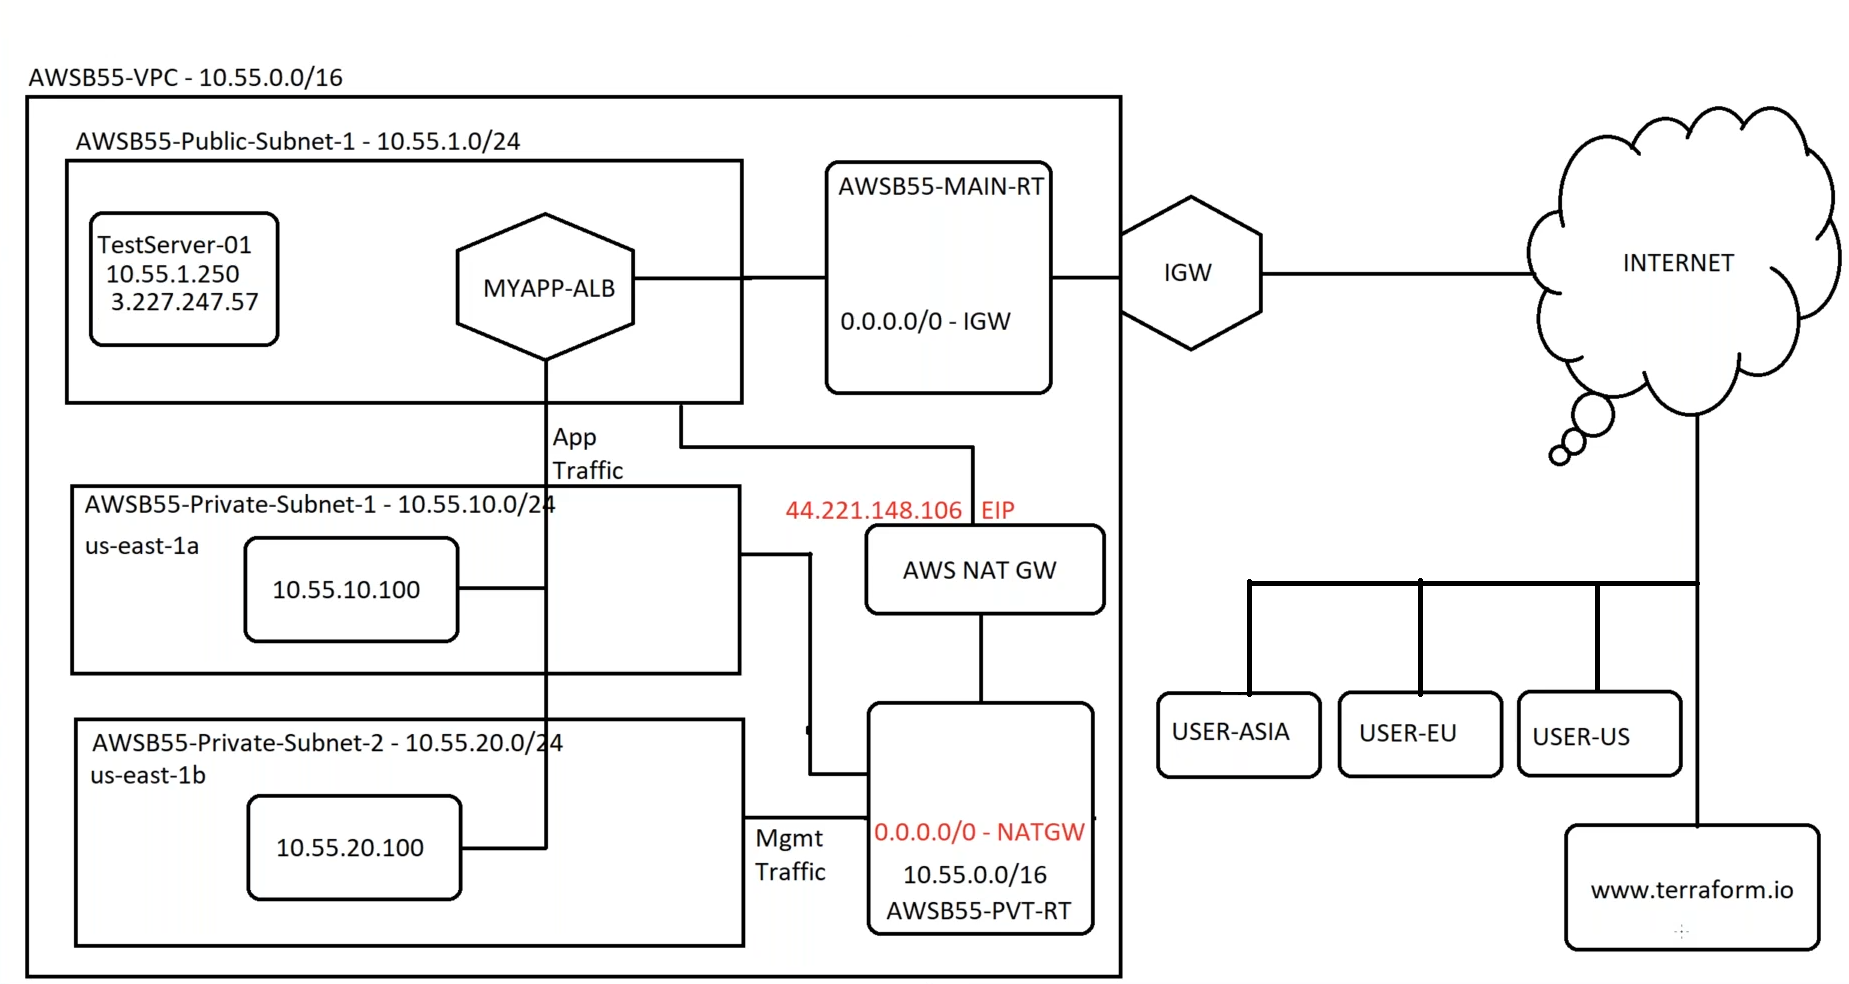 AWSB55-VPC - 10.55.0.0/16
AWSB55-Public-Subnet-1 - 10.55.1.0/24
TestServer-01
10.55.1.250
3.227.247.57
MYAPP-ALB
AWSB55-MAIN-RT
0.0.0.0/0 - IGW
IGW
INTERNET
App
Traffic
AWSB55-Private-Subnet-1 - 10.55.10.0/24
us-east-1a
10.55.10.100
44.221.148.106 EIP
AWS NAT GW
AWSB55-Private-Subnet-2 - 10.55.20.0/24
us-east-1b
10.55.20.100
Mgmt
Traffic
0.0.0.0/0 - NATGW
10.55.0.0/16
AWSB55-PVT-RT
USER-ASIA
USER-EU
USER-US
www.terraform.io